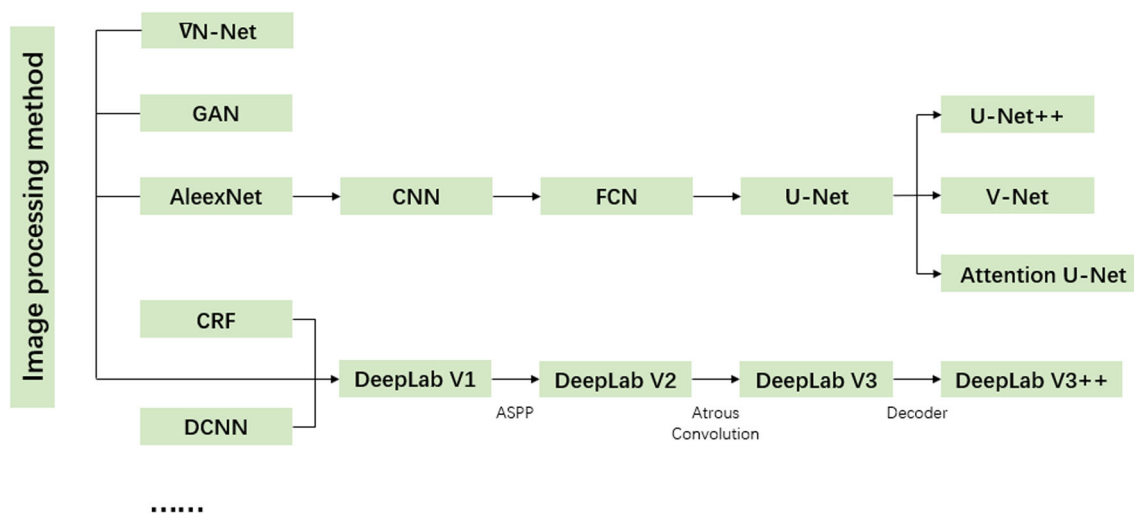 Image processing method
∇N-Net
GAN
AleexNet
CNN
FCN
U-Net
U-Net++
V-Net
Attention U-Net
CRF
DCNN
DeepLab V1
ASPP
DeepLab V2
Atrous
Convolution
DeepLab V3
Decoder
DeepLab V3++
……